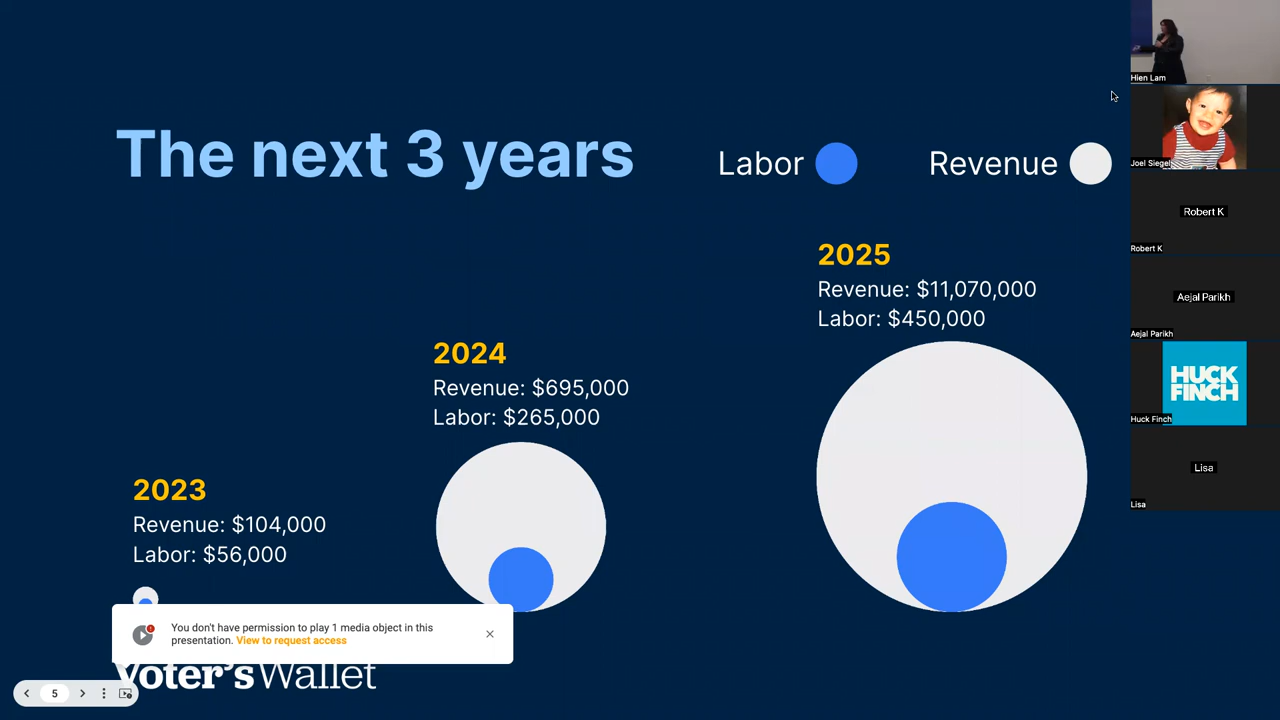 The next 3 years
Labor
Revenue
2025
Revenue: $11,070,000
Labor: $450,000
2024
Revenue: $695,000
Labor: $265,000
2023
Revenue: $104,000
Labor: $56,000
You don't have permission to play 1 media object in this
presentation. View to request access
Voter's Wallet
5
Hien Lam
Joel Siegel
Robert K
Robert K
Aejal Parikh
Aejal Parikh
HUCK
FINCH
Huck Finch
Lisa
Lisa